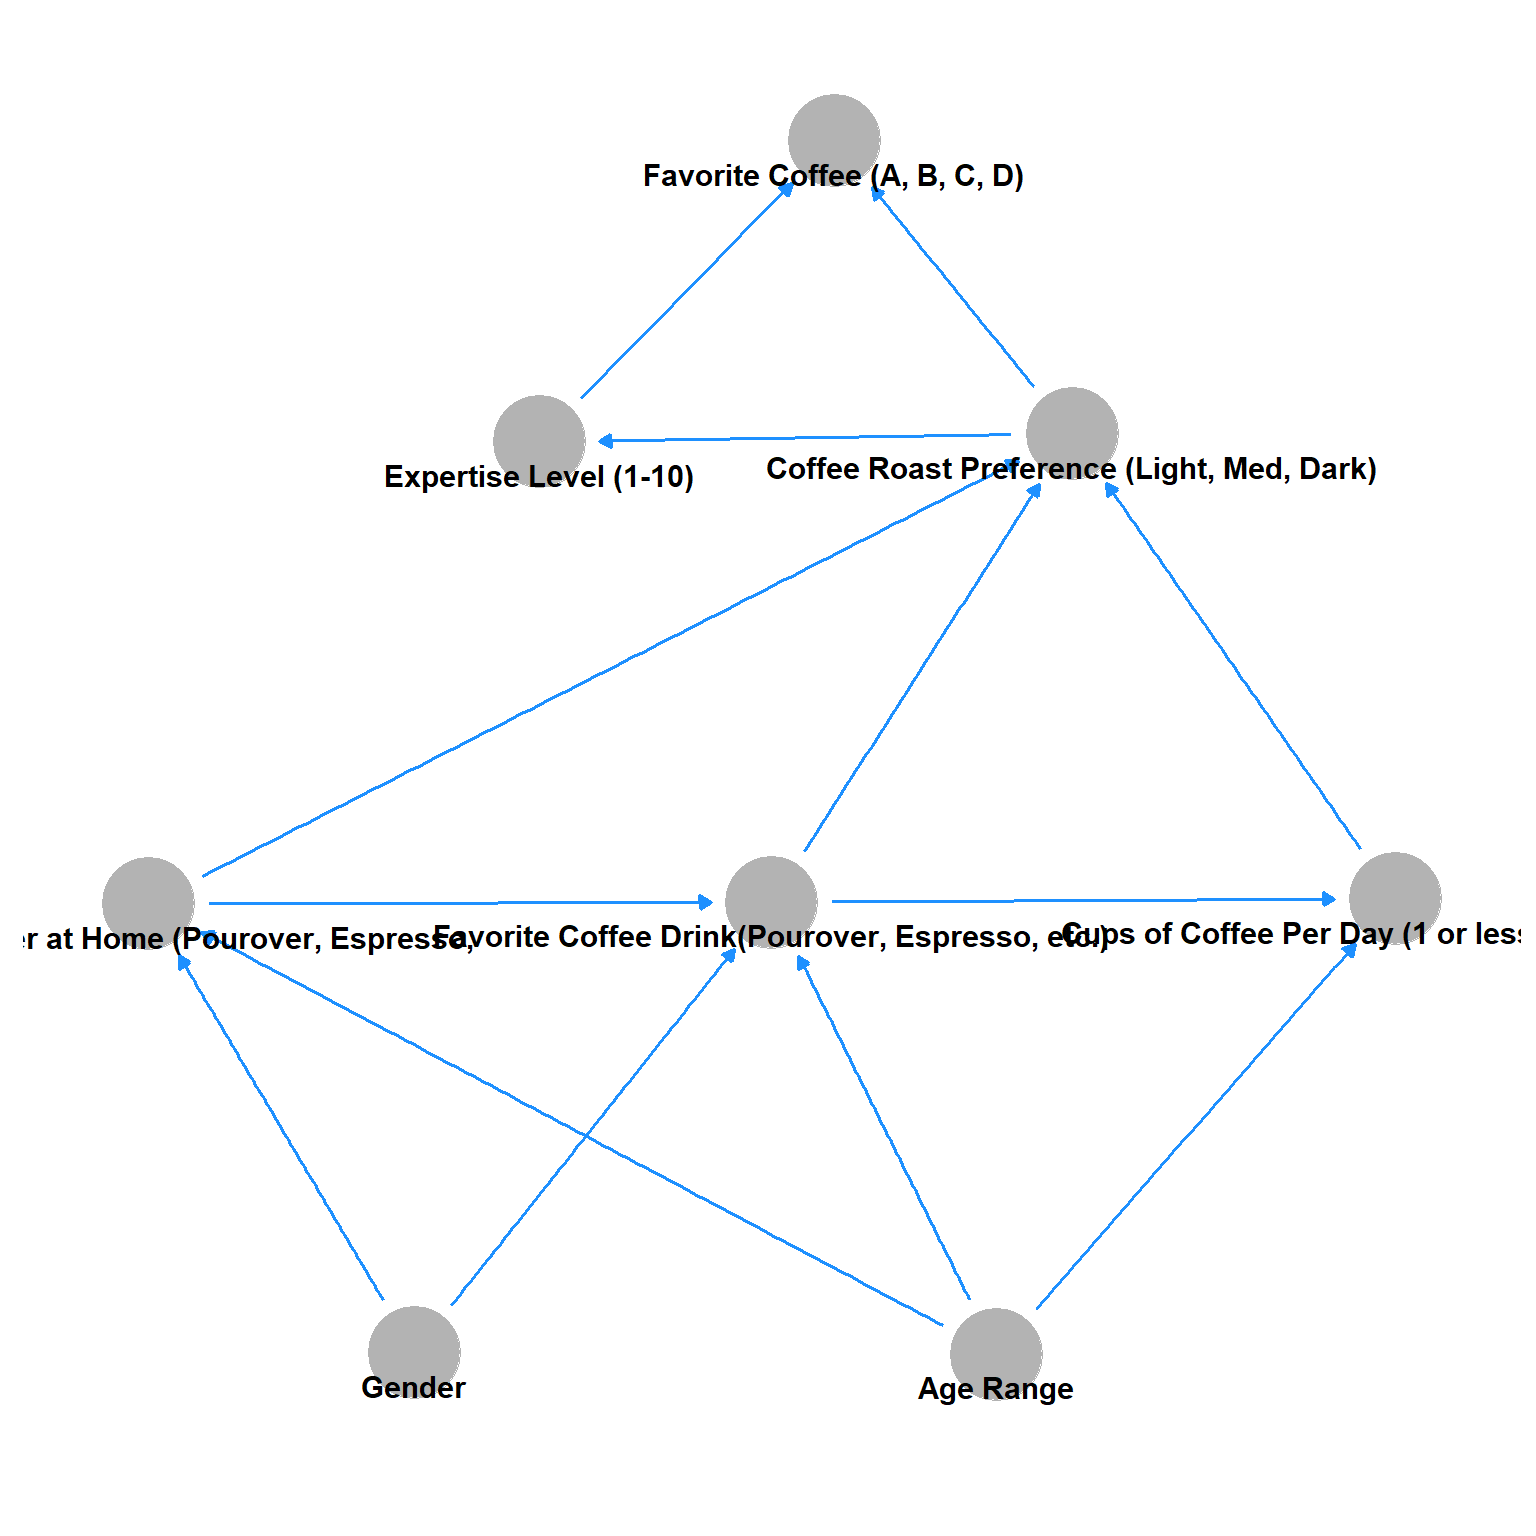 Favorite Coffee (A, B, C, D)
Expertise Level (1-10)
Coffee Roast Preference (Light, Med, Dark)
er at Home (Pourover, Espresso,
Favorite Coffee Drink(Pourover, Espresso, etc.)
Cups of Coffee Per Day (1 or less
Gender
Age Range